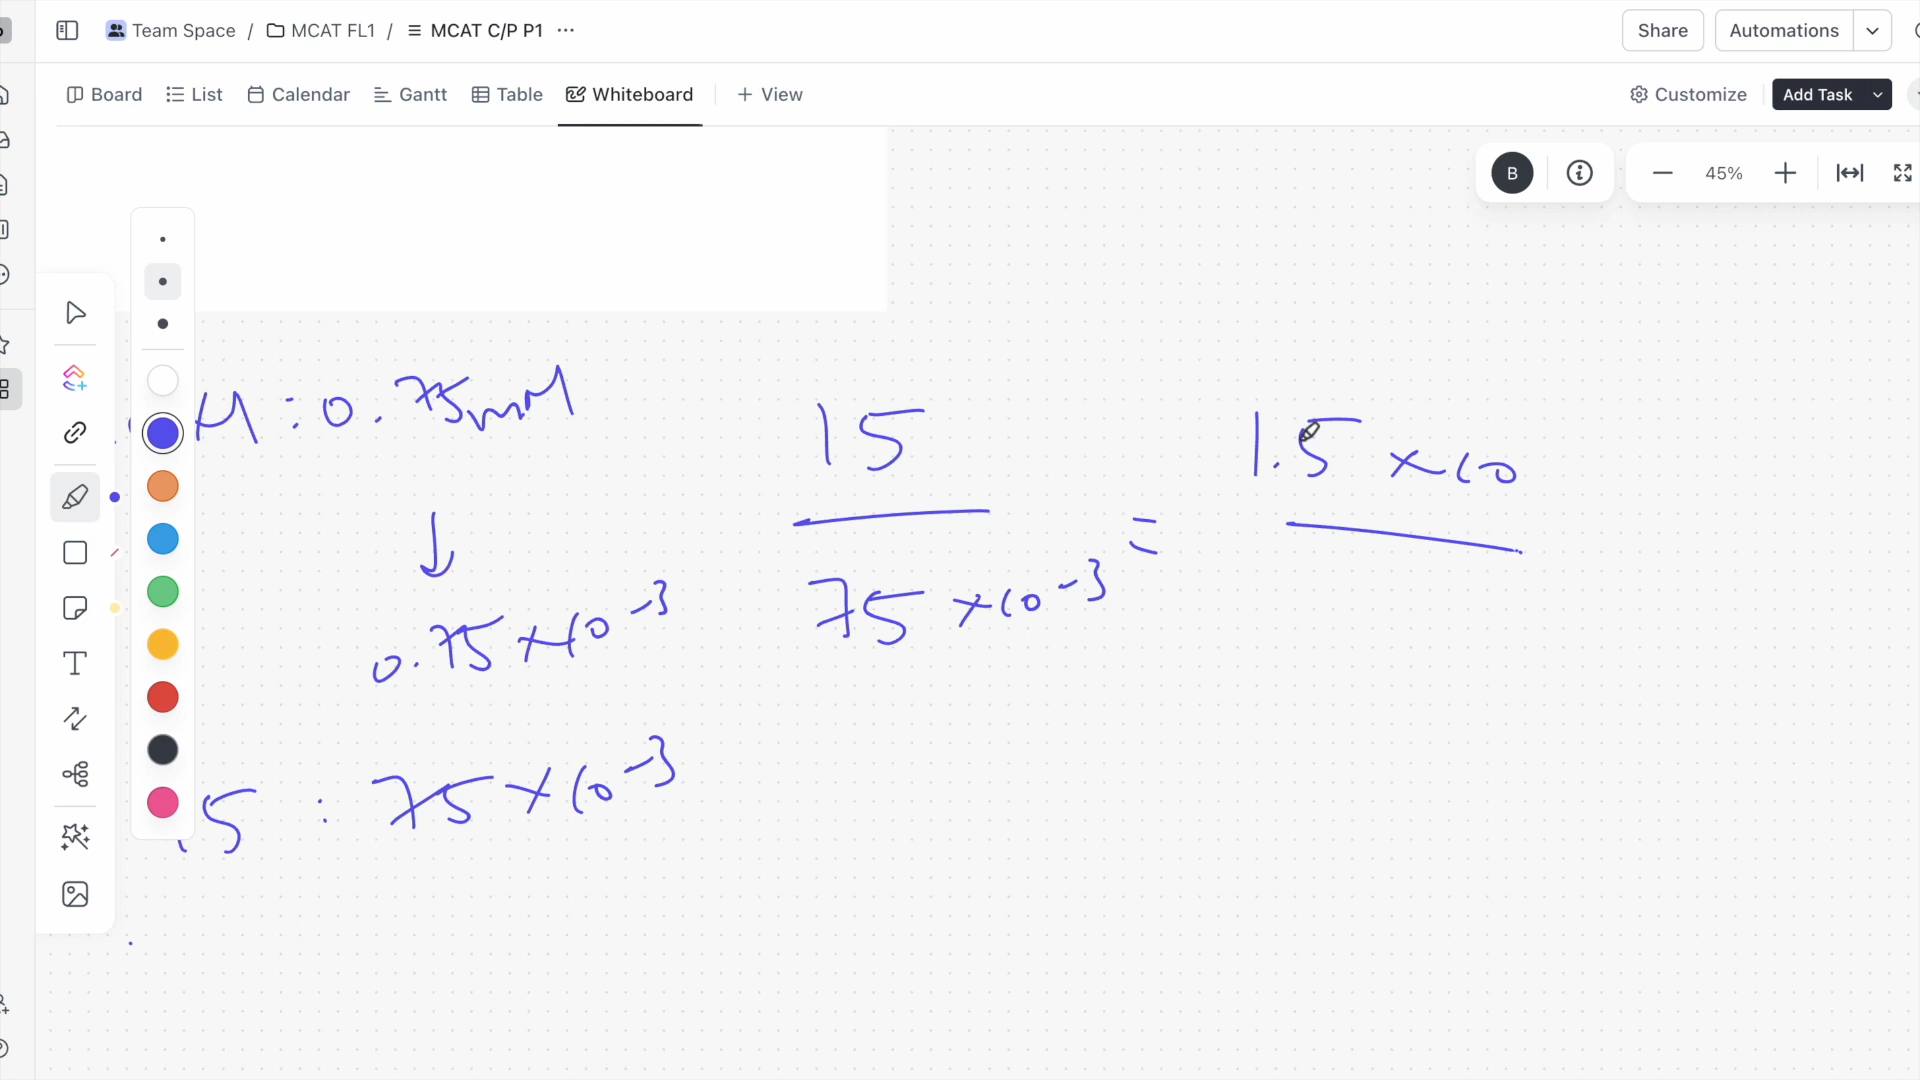 Team Space / MCAT FL1 / MCAT C/P P1 ...
Share
Automations
Board
List
Calendar
Gantt
Table
Whiteboard
+ View
Customize
Add Task
B
45%
M : 0.75mM
0.75 x 10 -3
15 : 75 x 10 -3
15
75 x 10 -3
=
1.5 x 10
T